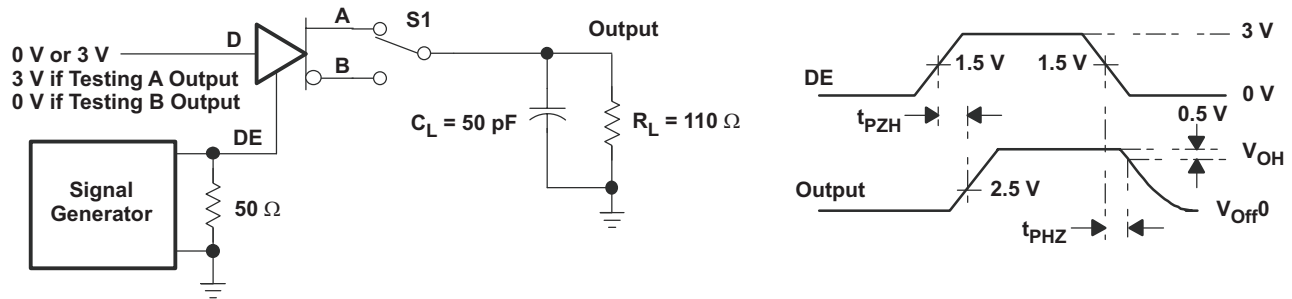 A
S1
Output
D
0 V or 3 V
3 V if Testing A Output
0 V if Testing B Output
B
DE
C_L = 50 pF
R_L = 110 Ω
Signal
Generator
50 Ω
3 V
1.5 V
1.5 V
DE
0 V
t_PZH
0.5 V
V_OH
Output
2.5 V
V_Off0
t_PHZ